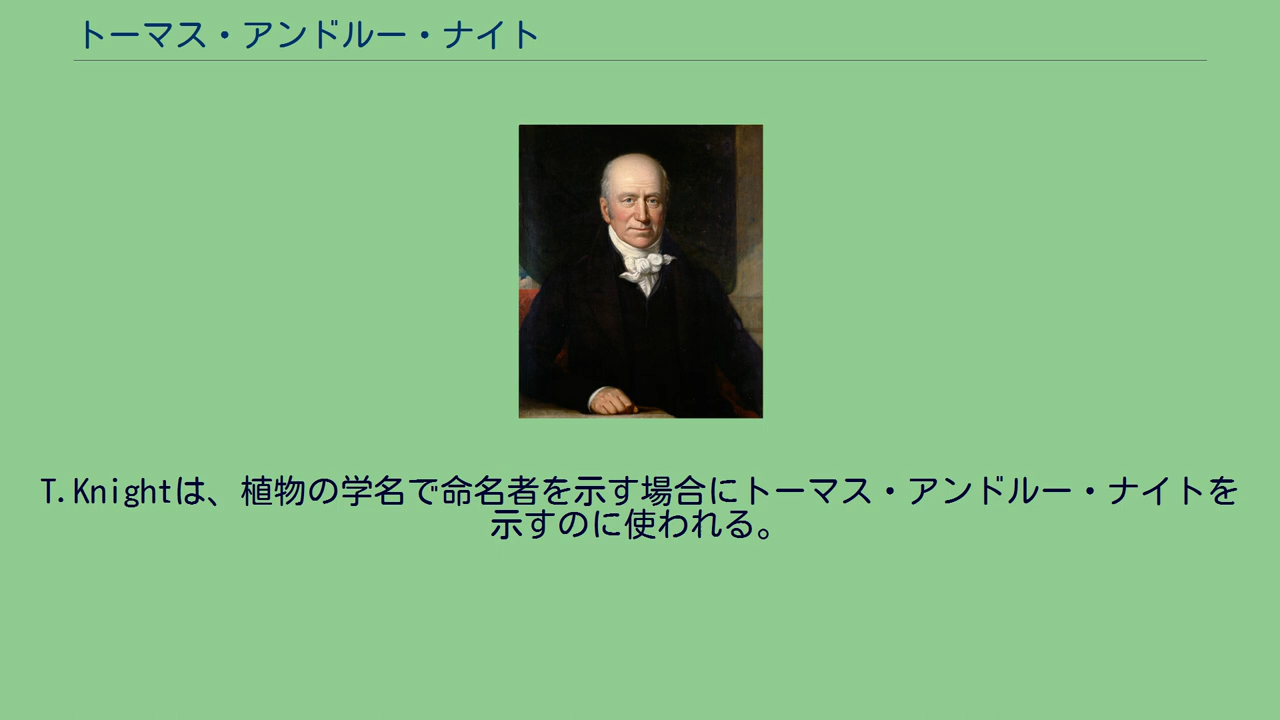 トーマス・アンドルー・ナイト
T.Knightは、植物の学名で命名者を示す場合にトーマス・アンドルー・ナイトを
示すのに使われる。